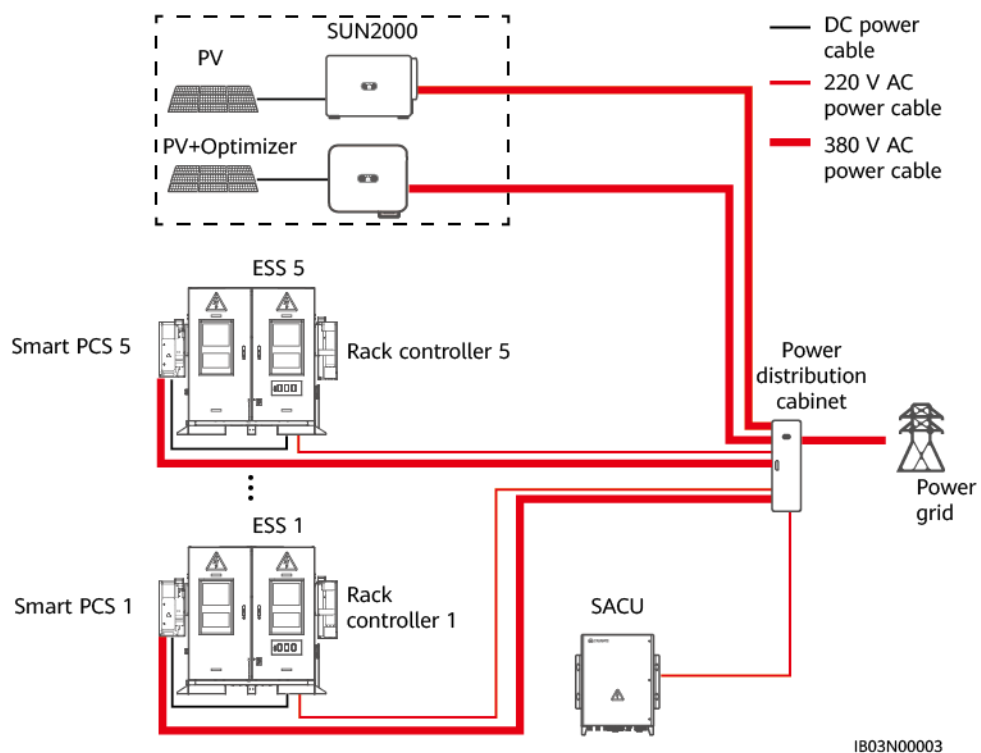 SUN2000
PV
PV+Optimizer
DC power
cable
220 V AC
power cable
380 V AC
power cable
ESS 5
Smart PCS 5
Rack controller 5
Power
distribution
cabinet
Power
grid
ESS 1
Smart PCS 1
Rack
controller 1
SACU
IB03N00003